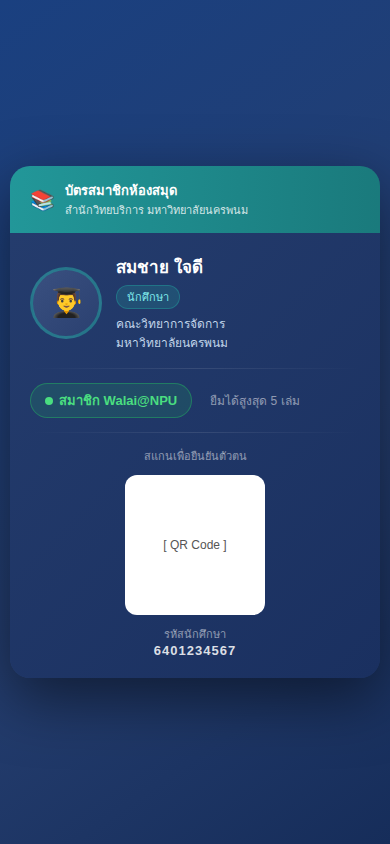 บัตรสมาชิกห้องสมุด
สำนักวิทยบริการ มหาวิทยาลัยนครพนม
สมชาย ใจดี
นักศึกษา
คณะวิทยาการจัดการ
มหาวิทยาลัยนครพนม
สมาชิก Walai@NPU
ยืมได้สูงสุด 5 เล่ม
สแกนเพื่อยืนยันตัวตน
[ QR Code ]
รหัสนักศึกษา
6401234567